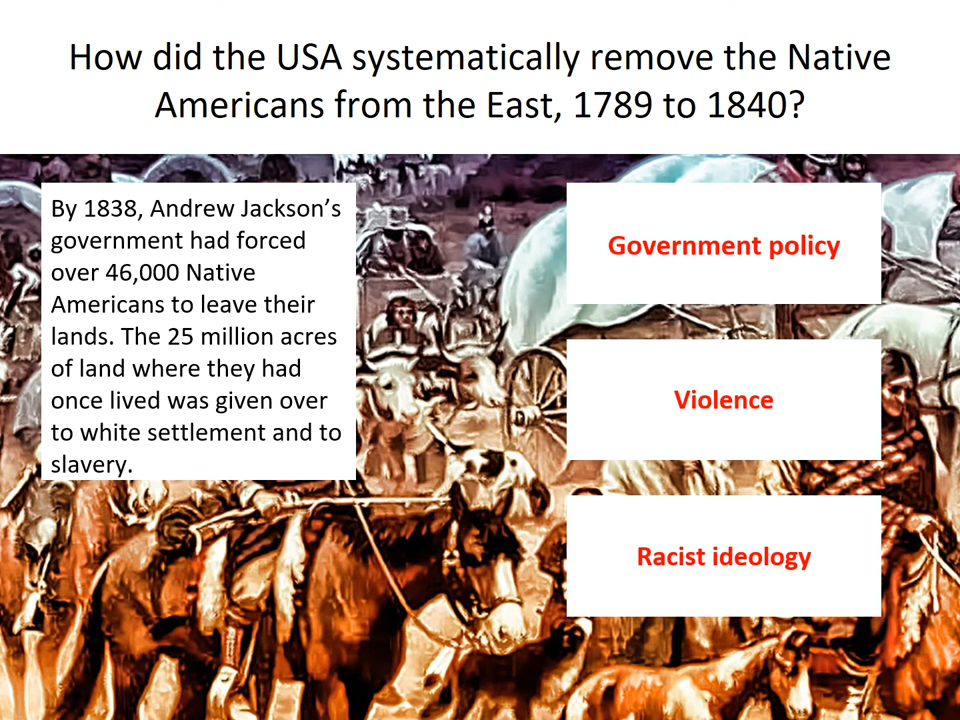 How did the USA systematically remove the Native
Americans from the East, 1789 to 1840?
By 1838, Andrew Jackson’s
government had forced
over 46,000 Native
Americans to leave their
lands. The 25 million acres
of land where they had
once lived was given over
to white settlement and to
slavery.
Government policy
Violence
Racist ideology